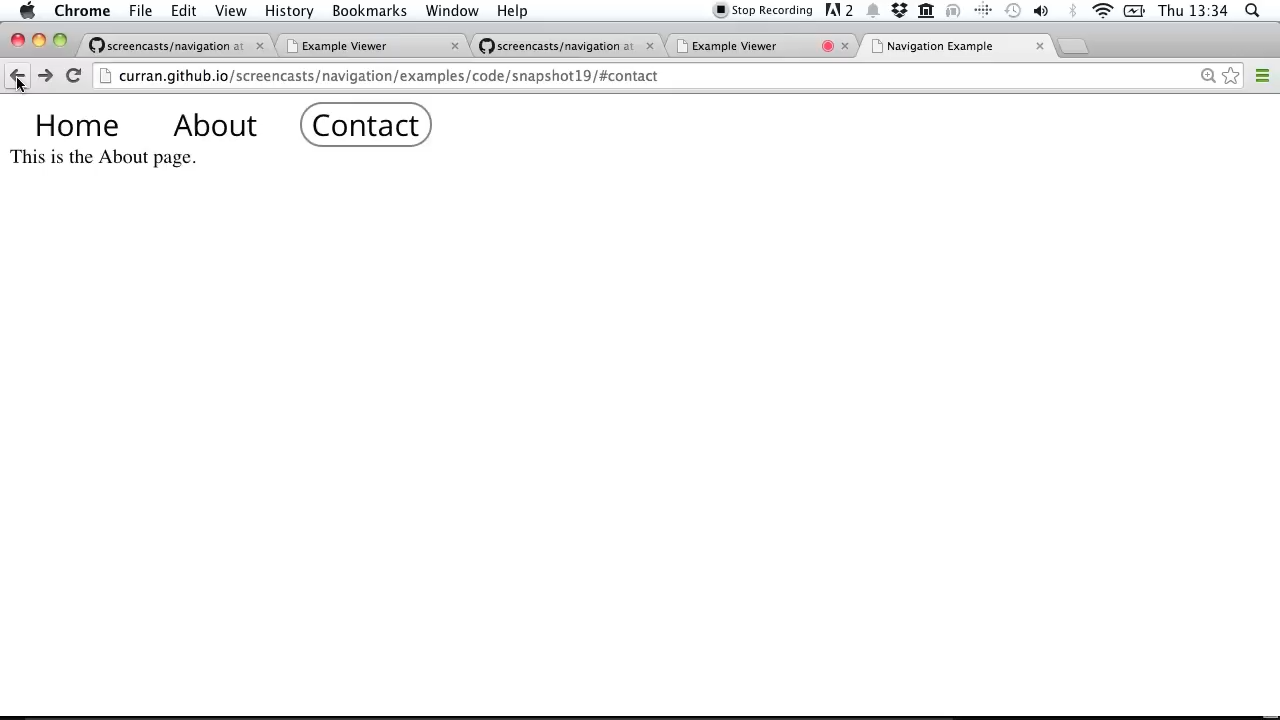 Chrome File Edit View History Bookmarks Window Help Stop Recording 2 Thu 13:34
screencasts/navigation at Example Viewer screencasts/navigation at Example Viewer Navigation Example
curran.github.io/screencasts/navigation/examples/code/snapshot19/#contact
Home About Contact
This is the About page.